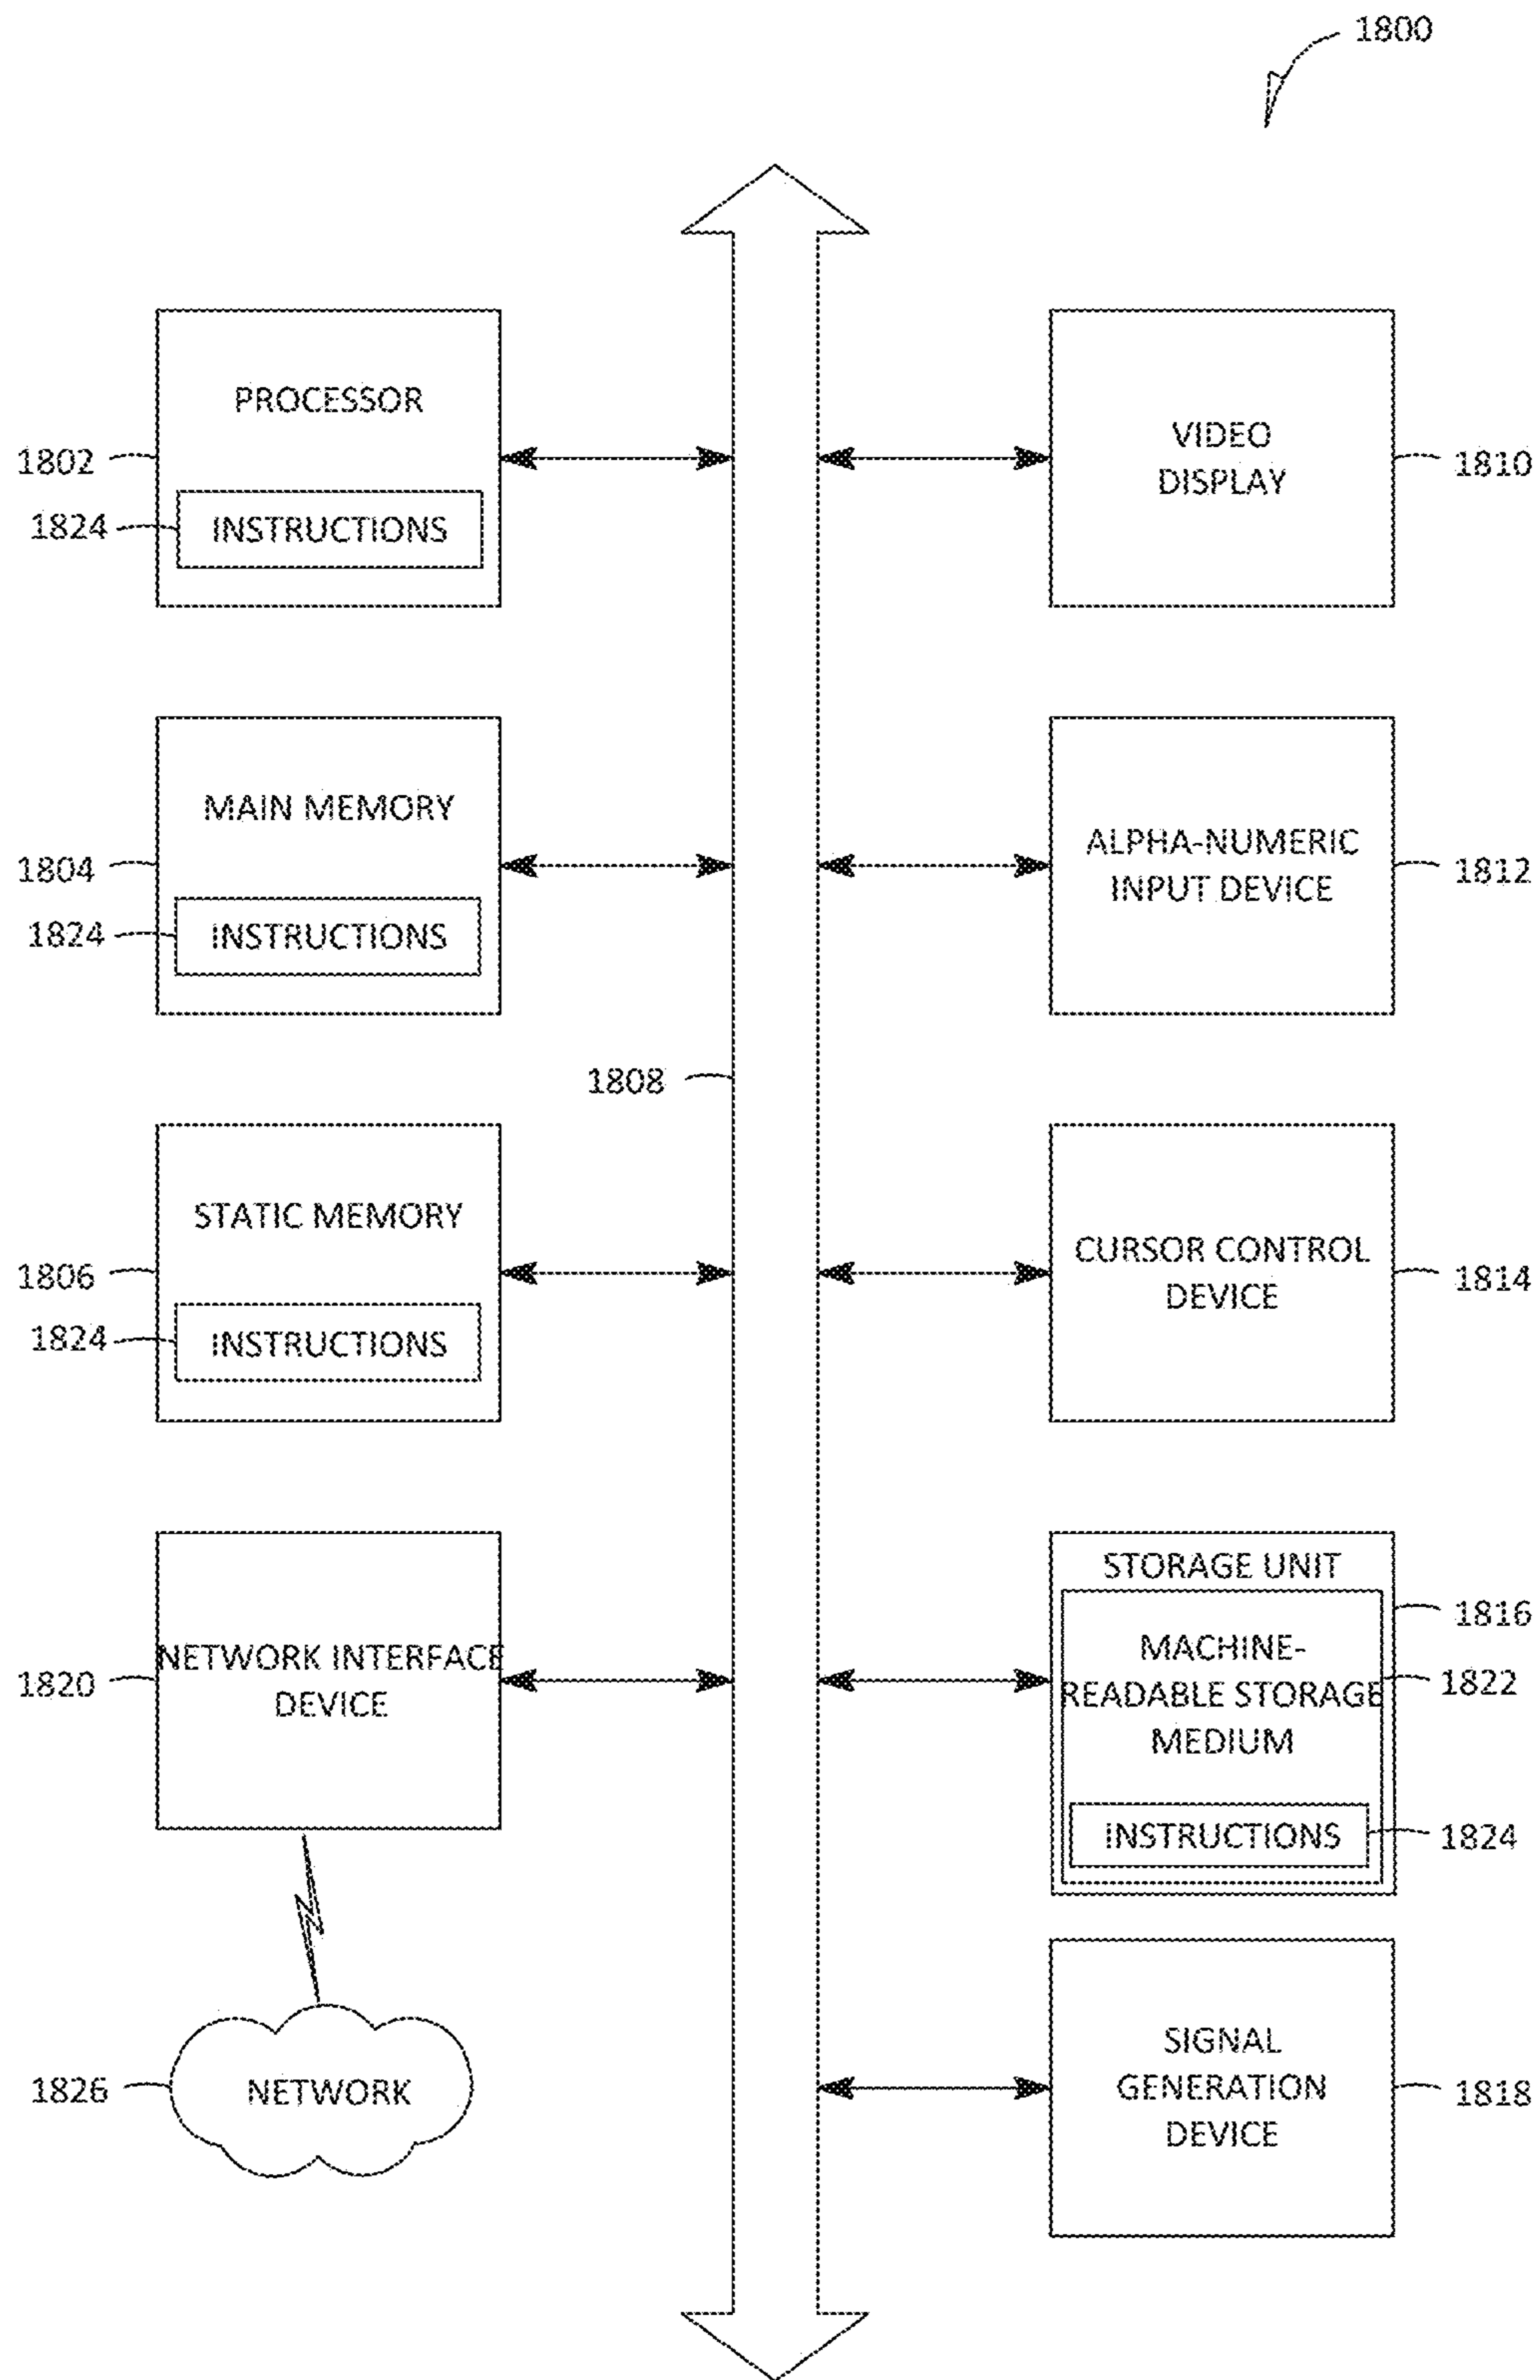 1800
PROCESSOR
1802
1824
INSTRUCTIONS
VIDEO
DISPLAY
1810
MAIN MEMORY
1804
1824
INSTRUCTIONS
ALPHA-NUMERIC
INPUT DEVICE
1812
1808
STATIC MEMORY
1806
1824
INSTRUCTIONS
CURSOR CONTROL
DEVICE
1814
NETWORK INTERFACE
DEVICE
1820
STORAGE UNIT
1816
MACHINE-
READABLE STORAGE
MEDIUM
1822
INSTRUCTIONS
1824
1826
NETWORK
SIGNAL
GENERATION
DEVICE
1818